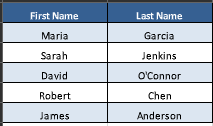 First Name Last Name
Maria Garcia
Sarah Jenkins
David O'Connor
Robert Chen
James Anderson